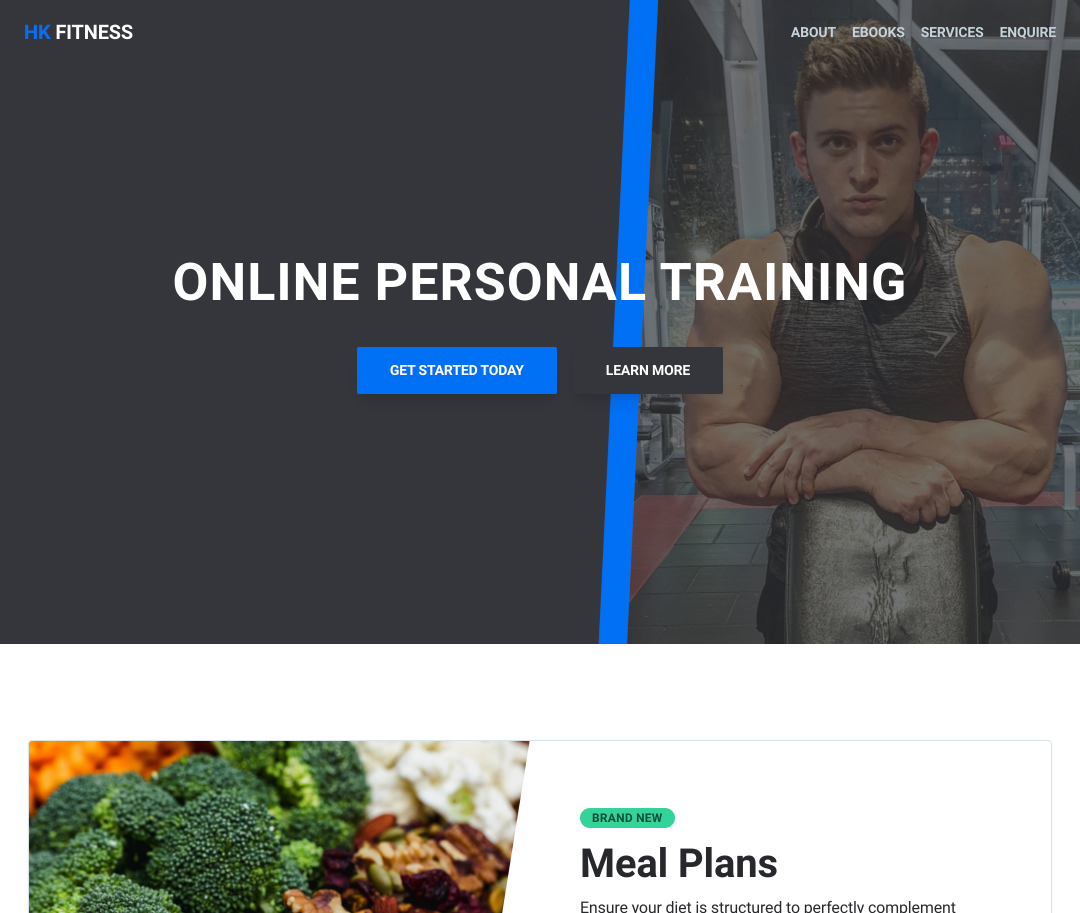 HK FITNESS
ABOUT EBOOKS SERVICES ENQUIRE
ONLINE PERSONAL TRAINING
GET STARTED TODAY
LEARN MORE
BRAND NEW
Meal Plans
Ensure your diet is structured to perfectly complement